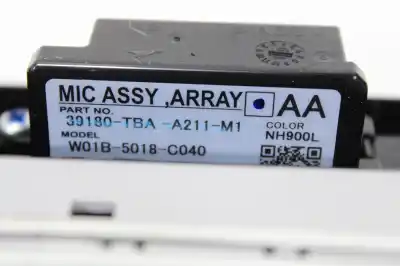 MIC ASSY ,ARRAY AA
PART NO.
39180-TBA -A211-M1
COLOR
MODEL
NH900L
W01B-5018-C040